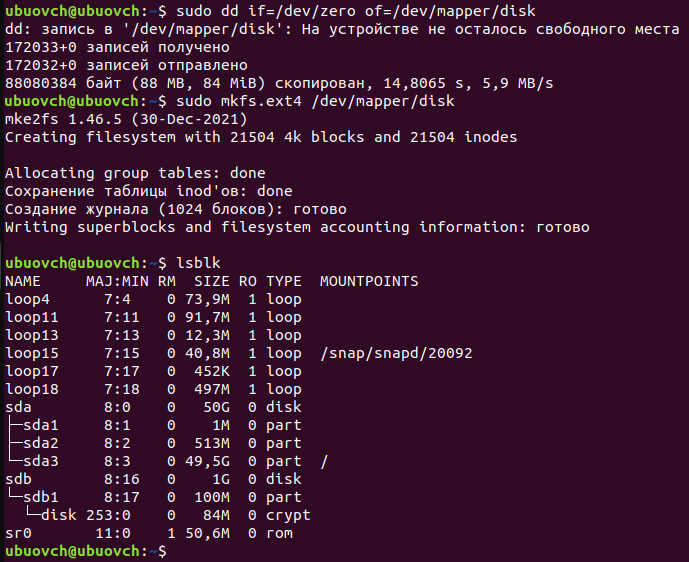 ubuovch@ubuovch:~$ sudo dd if=/dev/zero of=/dev/mapper/disk
dd: запись в '/dev/mapper/disk': На устройстве не осталось свободного места
172033+0 записей получено
172032+0 записей отправлено
88080384 байт (88 MB, 84 MiB) скопирован, 14,8065 s, 5,9 MB/s
ubuovch@ubuovch:~$ sudo mkfs.ext4 /dev/mapper/disk
mke2fs 1.46.5 (30-Dec-2021)
Creating filesystem with 21504 4k blocks and 21504 inodes

Allocating group tables: done
Сохранение таблицы inod'ов: done
Создание журнала (1024 блоков): готово
Writing superblocks and filesystem accounting information: готово

ubuovch@ubuovch:~$ lsblk
NAME     MAJ:MIN RM  SIZE RO TYPE  MOUNTPOINTS
loop4      7:4    0 73,9M  1 loop
loop11     7:11   0 91,7M  1 loop
loop13     7:13   0 12,3M  1 loop
loop15     7:15   0 40,8M  1 loop  /snap/snapd/20092
loop17     7:17   0  452K  1 loop
loop18     7:18   0  497M  1 loop
sda        8:0    0   50G  0 disk
├─sda1     8:1    0    1M  0 part
├─sda2     8:2    0  513M  0 part
└─sda3     8:3    0 49,5G  0 part  /
sdb        8:16   0    1G  0 disk
└─sdb1     8:17   0  100M  0 part
  └─disk 253:0    0   84M  0 crypt
sr0       11:0    1 50,6M  0 rom
ubuovch@ubuovch:~$